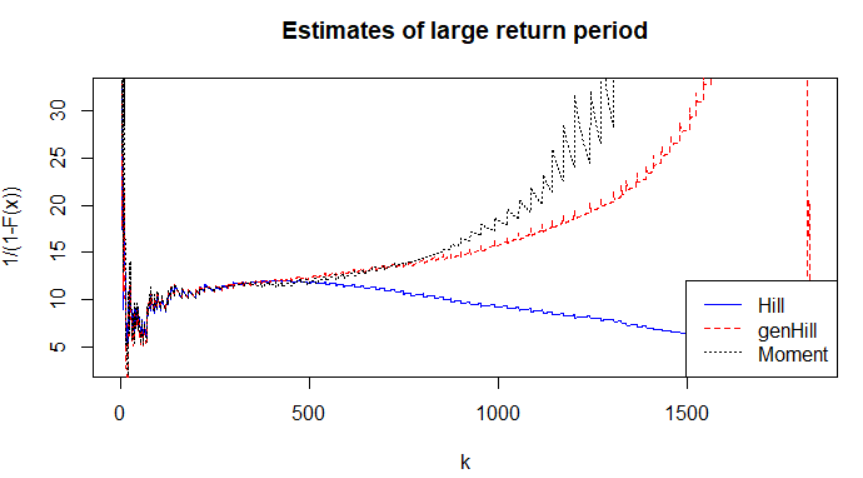 Estimates of large return period
1/(1-F(x))
30
25
20
15
10
5
Hill
genHill
Moment
0 500 1000 1500
k